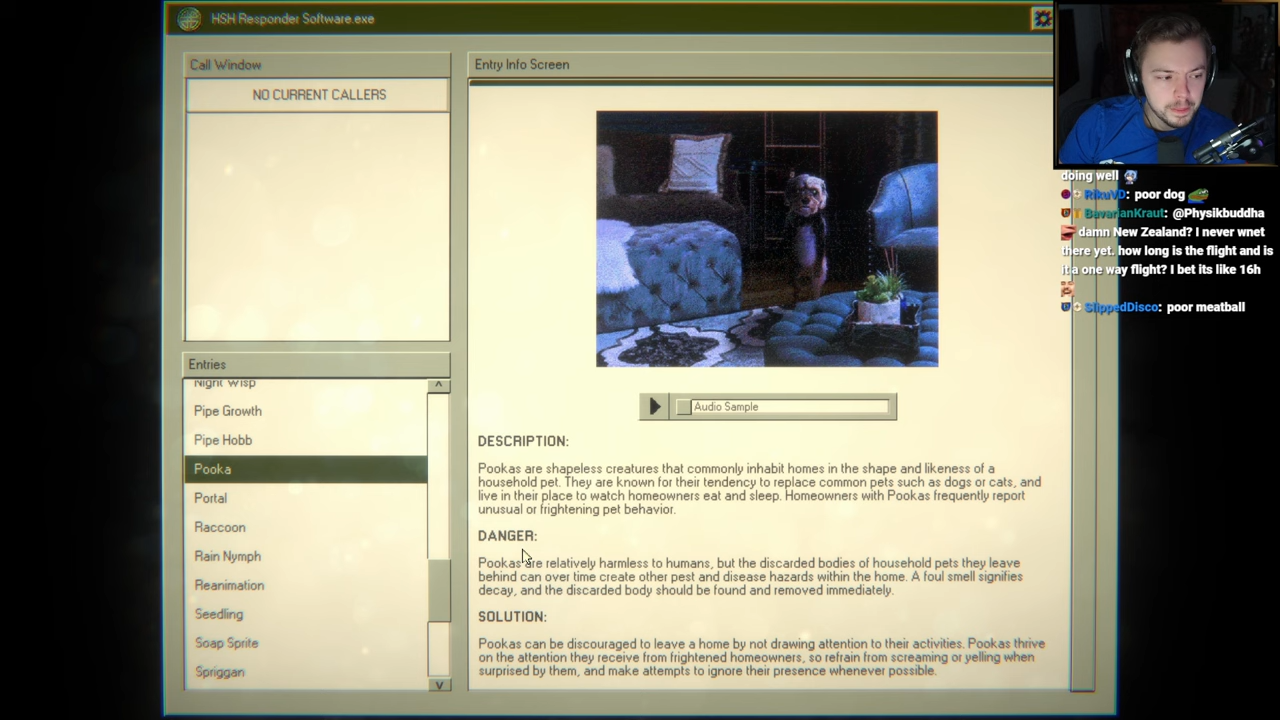 HSH Responder Software.exe
Call Window
NO CURRENT CALLERS
Entries
Night Wisp
Pipe Growth
Pipe Hobb
Pooka
Portal
Raccoon
Rain Nymph
Reanimation
Seedling
Soap Sprite
Spriggan
Entry Info Screen
Audio Sample
DESCRIPTION:
Pookas are shapeless creatures that commonly inhabit homes in the shape and likeness of a
household pet. They are known for their tendency to replace common pets such as dogs or cats, and
live in their place to watch homeowners eat and sleep. Homeowners with Pookas frequently report
unusual or frightening pet behavior.
DANGER:
Pookas are relatively harmless to humans, but the discarded bodies of household pets they leave
behind can over time create other pest and disease hazards within the home. A foul smell signifies
decay, and the discarded body should be found and removed immediately.
SOLUTION:
Pookas can be discouraged to leave a home by not drawing attention to their activities. Pookas thrive
on the attention they receive from frightened homeowners, so refrain from screaming or yelling when
surprised by them, and make attempts to ignore their presence whenever possible.
doing well
RikuVD: poor dog
BavarianKraut: @Physikbuddha
damn New Zealand? I never wnet
there yet. how long is the flight and is
it a one way flight? I bet its like 16h
SlippedDisco: poor meatball